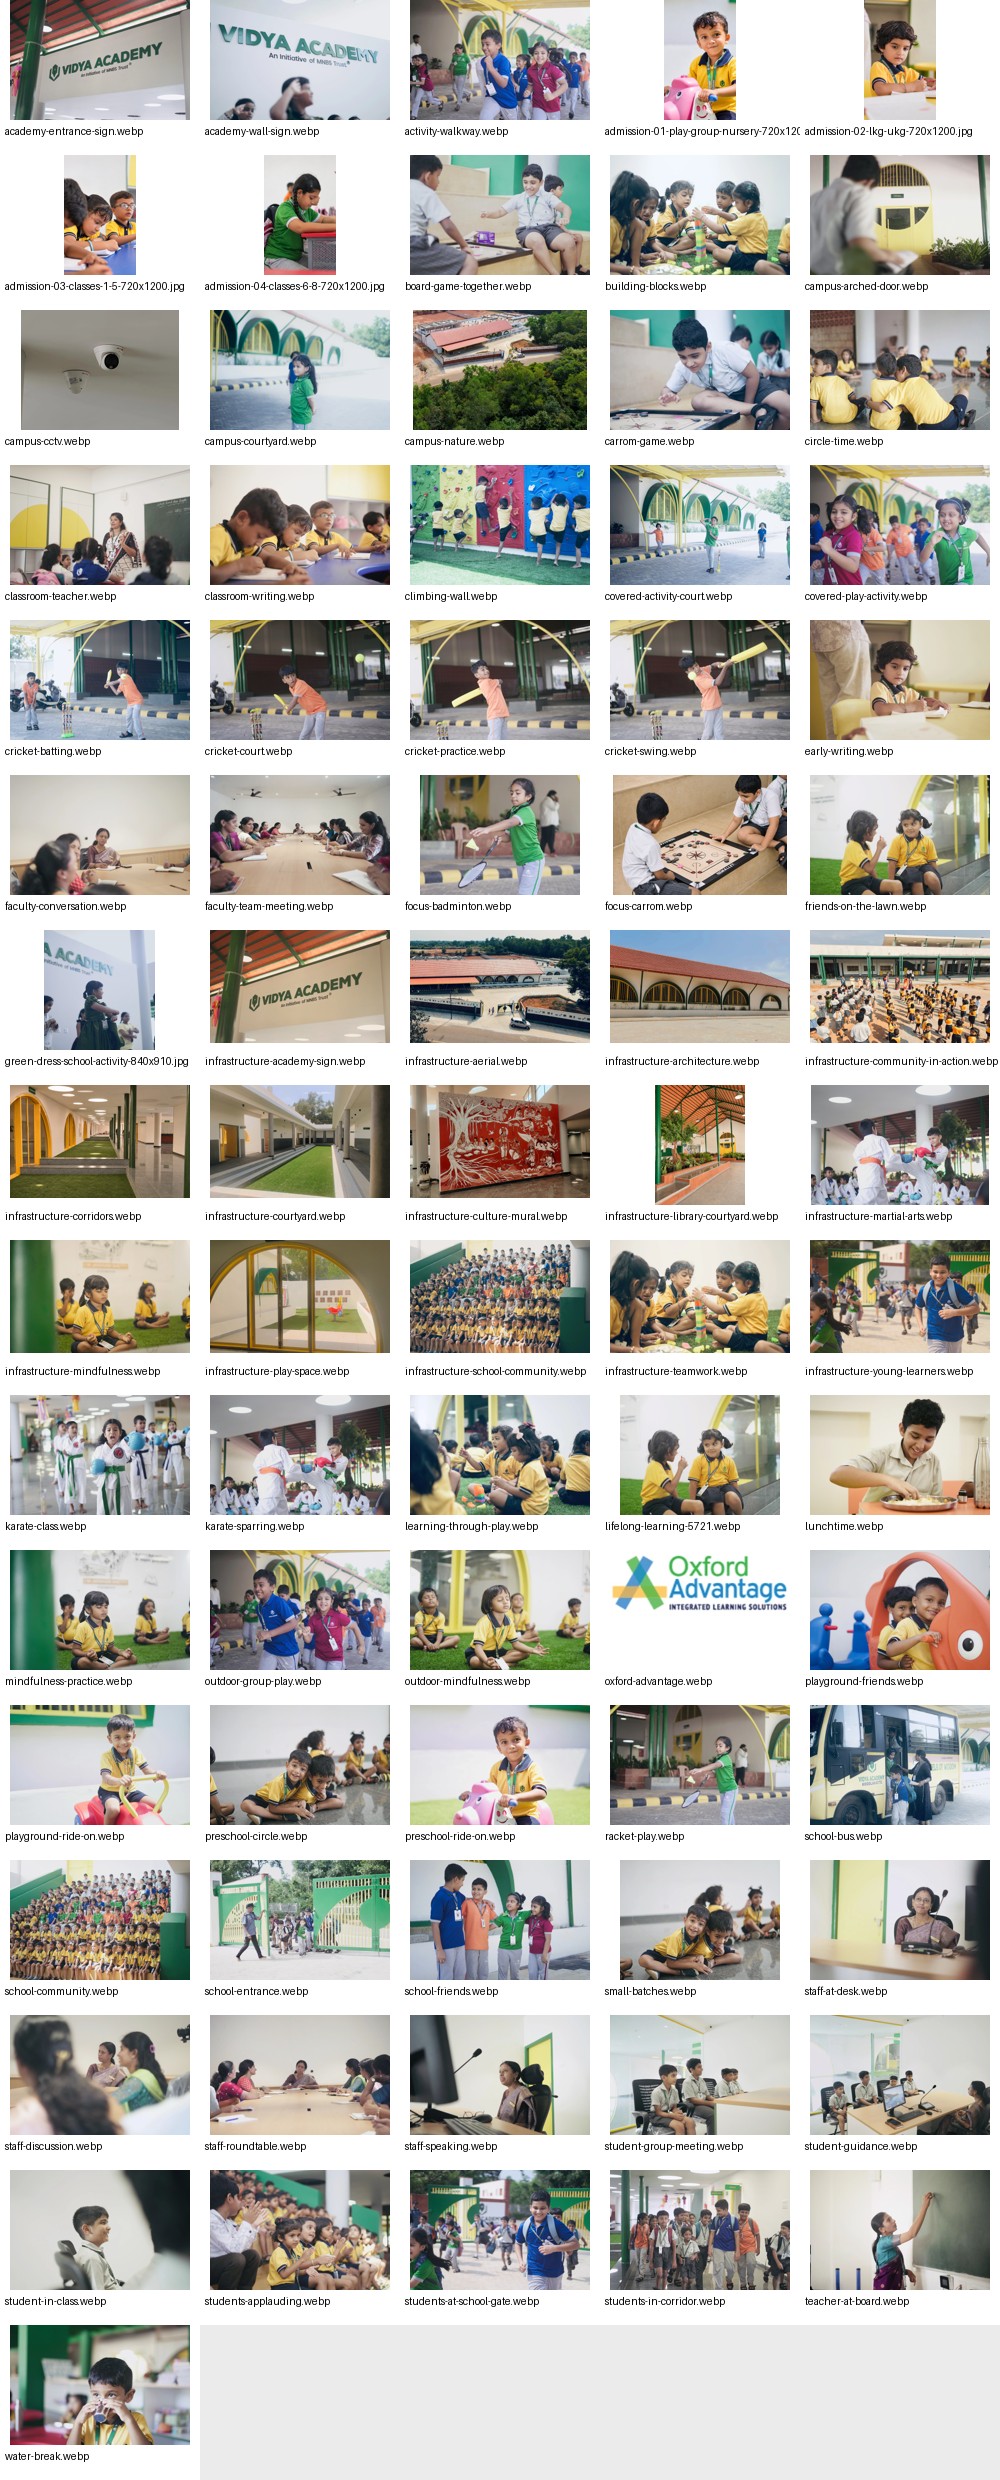 VIDYA ACADEMY
An Initiative of MNBS Trust
VIDYA ACADEMY
An Initiative of MNBS Trust
academy-entrance-sign.webp
academy-wall-sign.webp
activity-walkway.webp
admission-01-play-group-nursery-720x120
admission-02-lkg-ukg-720x1200.jpg
admission-03-classes-1-5-720x1200.jpg
admission-04-classes-6-8-720x1200.jpg
board-game-together.webp
building-blocks.webp
campus-arched-door.webp
campus-cctv.webp
campus-courtyard.webp
campus-nature.webp
carrom-game.webp
circle-time.webp
classroom-teacher.webp
classroom-writing.webp
climbing-wall.webp
covered-activity-court.webp
covered-play-activity.webp
cricket-batting.webp
cricket-court.webp
cricket-practice.webp
cricket-swing.webp
early-writing.webp
faculty-conversation.webp
faculty-team-meeting.webp
focus-badminton.webp
focus-carrom.webp
friends-on-the-lawn.webp
A ACADEMY
VIDYA ACADEMY
An Initiative of MNBS Trust
green-dress-school-activity-840x910.jpg
infrastructure-academy-sign.webp
infrastructure-aerial.webp
infrastructure-architecture.webp
infrastructure-community-in-action.webp
infrastructure-corridors.webp
infrastructure-courtyard.webp
infrastructure-culture-mural.webp
infrastructure-library-courtyard.webp
infrastructure-martial-arts.webp
infrastructure-mindfulness.webp
infrastructure-play-space.webp
infrastructure-school-community.webp
infrastructure-teamwork.webp
infrastructure-young-learners.webp
karate-class.webp
karate-sparring.webp
learning-through-play.webp
lifelong-learning-5721.webp
lunchtime.webp
Oxford
Advantage
INTEGRATED LEARNING SOLUTIONS
mindfulness-practice.webp
outdoor-group-play.webp
outdoor-mindfulness.webp
oxford-advantage.webp
playground-friends.webp
playground-ride-on.webp
preschool-circle.webp
preschool-ride-on.webp
racket-play.webp
school-bus.webp
school-community.webp
school-entrance.webp
school-friends.webp
small-batches.webp
staff-at-desk.webp
staff-discussion.webp
staff-roundtable.webp
staff-speaking.webp
student-group-meeting.webp
student-guidance.webp
student-in-class.webp
students-applauding.webp
students-at-school-gate.webp
students-in-corridor.webp
teacher-at-board.webp
water-break.webp